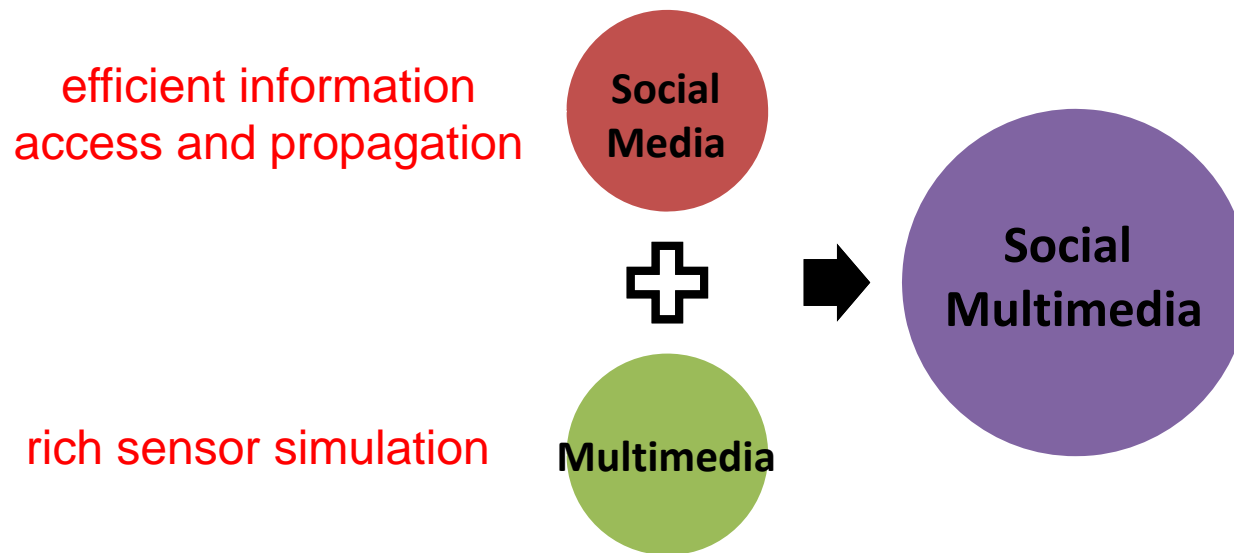 efficient information
access and propagation
Social
Media
Social
Multimedia
rich sensor simulation
Multimedia